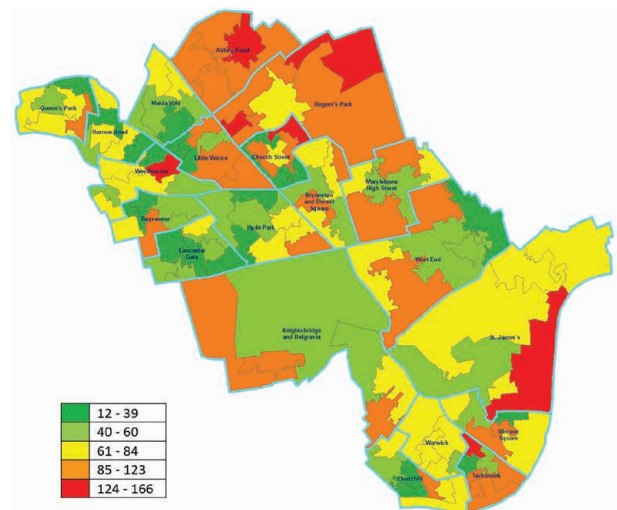 Abbey Road
Regent's Park
Queen's Park
Maida Vale
Harrow Road
Little Venice
Church Street
Westbourne
Marylebone
High Street
Bryanston
and Dorset
Square
Bayswater
Hyde Park
Lancaster
Gate
West End
Knightsbridge
and Belgravia
St. James's
Vincent
Square
Warwick
Churchill
Tachbrook
12 - 39
40 - 60
61 - 84
85 - 123
124 - 166